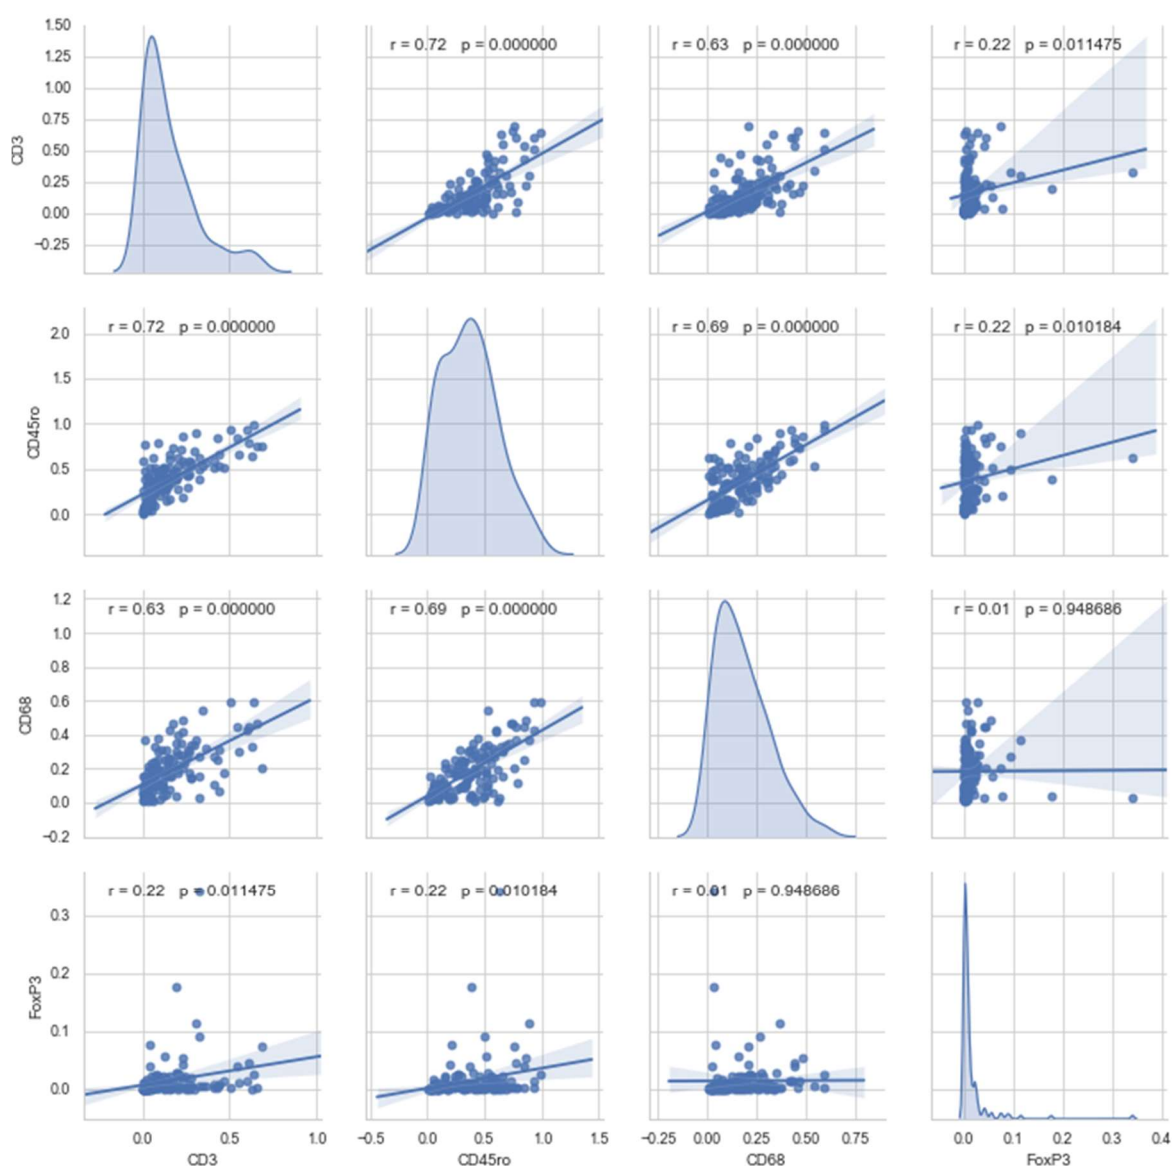 1.50
r = 0.72 p = 0.000000
r = 0.63 p = 0.000000
r = 0.22 p = 0.011475
1.25
1.00
0.75
CD3
0.50
0.25
0.00
−0.25
r = 0.72 p = 0.000000
r = 0.69 p = 0.000000
r = 0.22 p = 0.010184
2.0
1.5
CD45ro
1.0
0.5
0.0
1.2
r = 0.63 p = 0.000000
r = 0.69 p = 0.000000
r = 0.01 p = 0.948686
1.0
0.8
CD68
0.6
0.4
0.2
0.0
−0.2
r = 0.22 p = 0.011475
r = 0.22 p = 0.010184
r = 0.01 p = 0.948686
0.3
0.2
FoxP3
0.1
0.0
0.0 0.5 1.0
−0.5 0.0 0.5 1.0 1.5
−0.25 0.00 0.25 0.50 0.75
0.0 0.1 0.2 0.3 0.4
CD3 CD45ro CD68 FoxP3